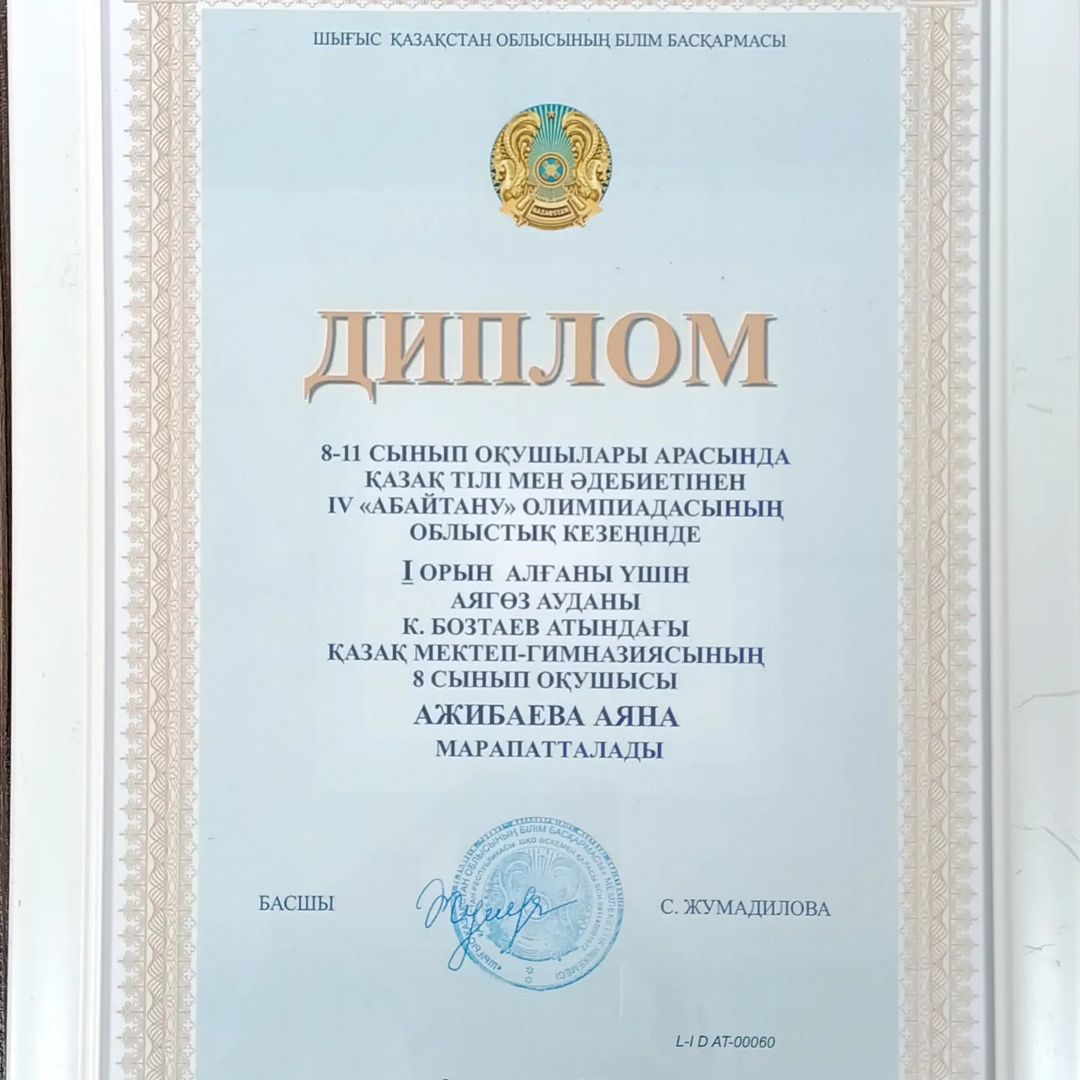 ШЫҒЫС ҚАЗАҚСТАН ОБЛЫСЫНЫҢ БІЛІМ БАСҚАРМАСЫ
QAZAQSTAN
ДИПЛОМ
8-11 СЫНЫП ОҚУШЫЛАРЫ АРАСЫНДА
ҚАЗАҚ ТІЛІ МЕН ӘДЕБИЕТІНЕН
IV «АБАЙТАНУ» ОЛИМПИАДАСЫНЫҢ
ОБЛЫСТЫҚ КЕЗЕҢІНДЕ
I ОРЫН АЛҒАНЫ ҮШІН
АЯГӨЗ АУДАНЫ
К. БОЗТАЕВ АТЫНДАҒЫ
ҚАЗАҚ МЕКТЕП-ГИМНАЗИЯСЫНЫҢ
8 СЫНЫП ОҚУШЫСЫ
АЖИБАЕВА АЯНА
МАРАПАТТАЛАДЫ
БАСШЫ
С. ЖУМАДИЛОВА
L-I D AT-00060